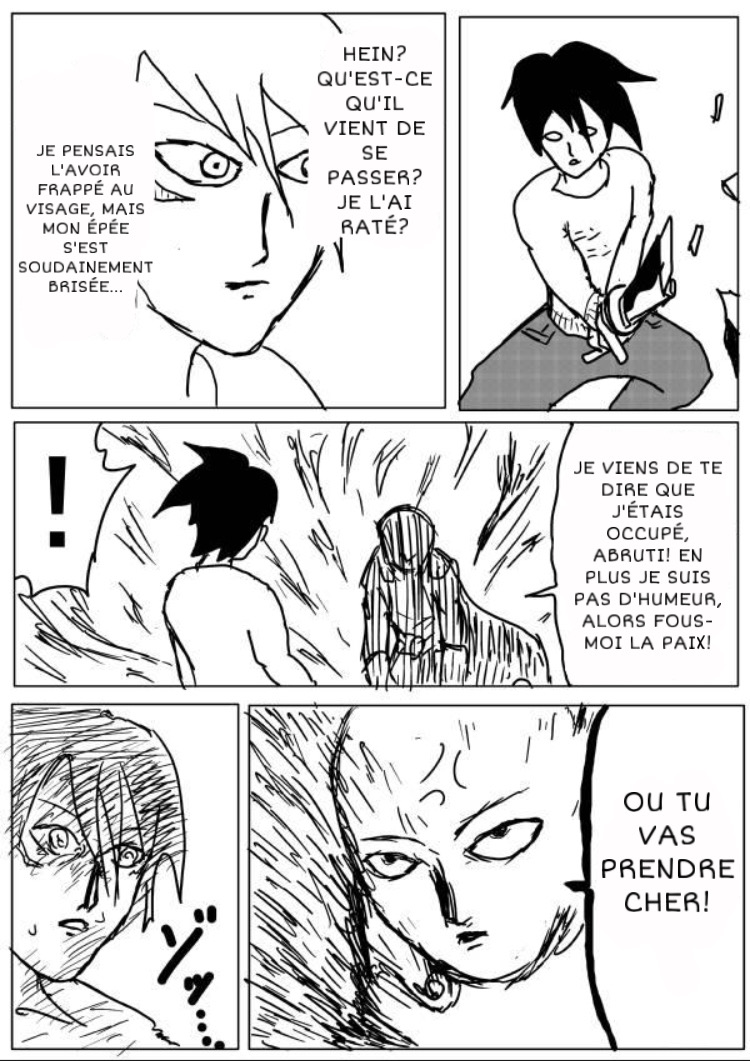 HEIN?
QU'EST-CE
QU'IL
VIENT DE
SE
PASSER?
JE L'AI
RATÉ?
JE PENSAIS
L'AVOIR
FRAPPÉ AU
VISAGE, MAIS
MON ÉPÉE
S'EST
SOUDAINEMENT
BRISÉE...
JE VIENS DE TE
DIRE QUE
J'ÉTAIS
OCCUPÉ,
ABRUTI! EN
PLUS JE SUIS
PAS D'HUMEUR,
ALORS FOUS-
MOI LA PAIX!
!
OU TU
VAS
PRENDRE
CHER!
ゾッ…